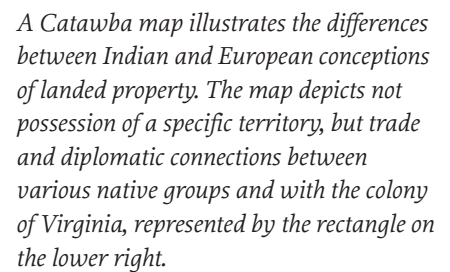 A Catawba map illustrates the differences
between Indian and European conceptions
of landed property. The map depicts not
possession of a specific territory, but trade
and diplomatic connections between
various native groups and with the colony
of Virginia, represented by the rectangle on
the lower right.